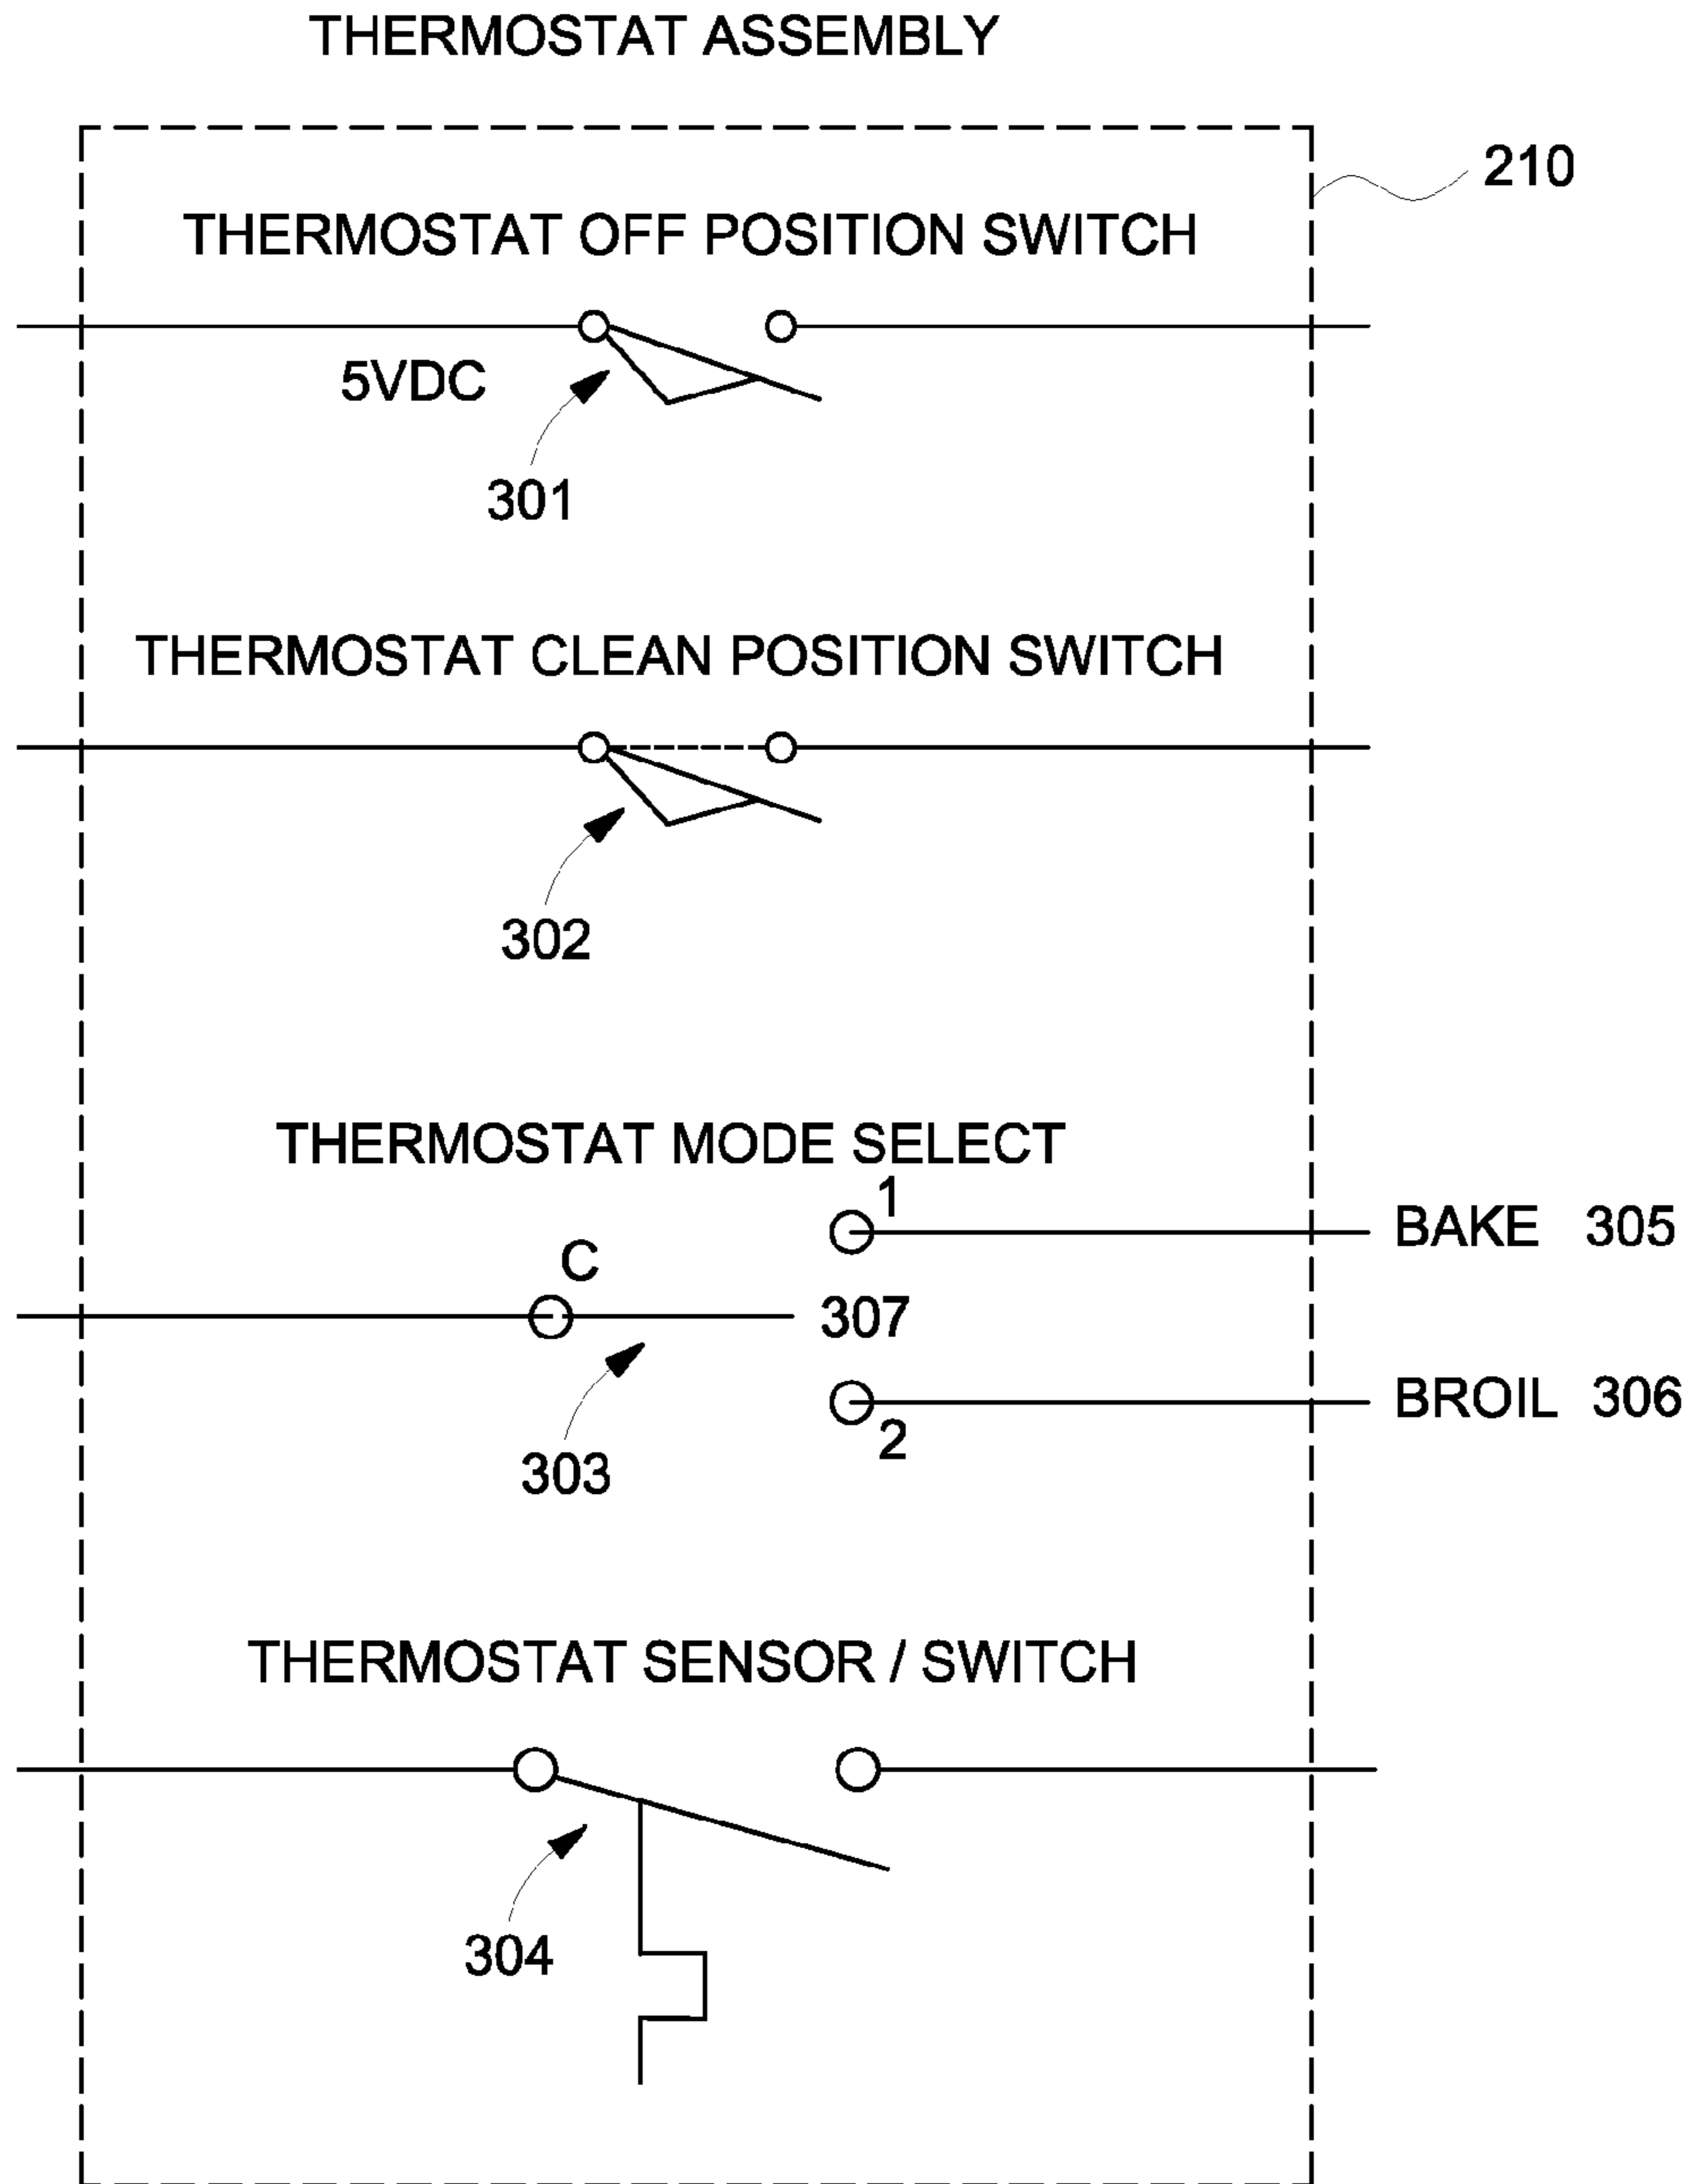 THERMOSTAT ASSEMBLY
210
THERMOSTAT OFF POSITION SWITCH
5VDC
301
THERMOSTAT CLEAN POSITION SWITCH
302
THERMOSTAT MODE SELECT
1
BAKE 305
C
307
BROIL 306
2
303
THERMOSTAT SENSOR / SWITCH
304